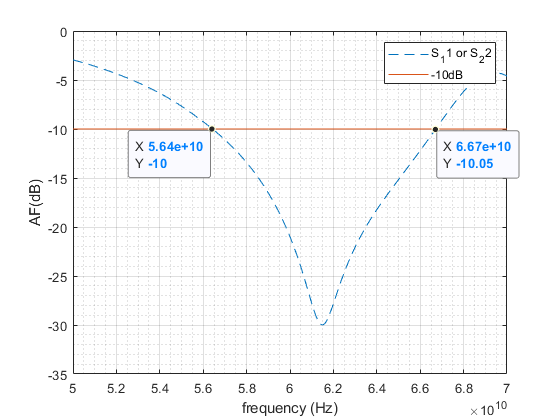 0
-5
-10
-15
-20
-25
-30
-35
AF(dB)
S₁1 or S₂2
-10dB
X 5.64e+10
Y -10
X 6.67e+10
Y -10.05
5 5.2 5.4 5.6 5.8 6 6.2 6.4 6.6 6.8 7
frequency (Hz)
×10¹⁰